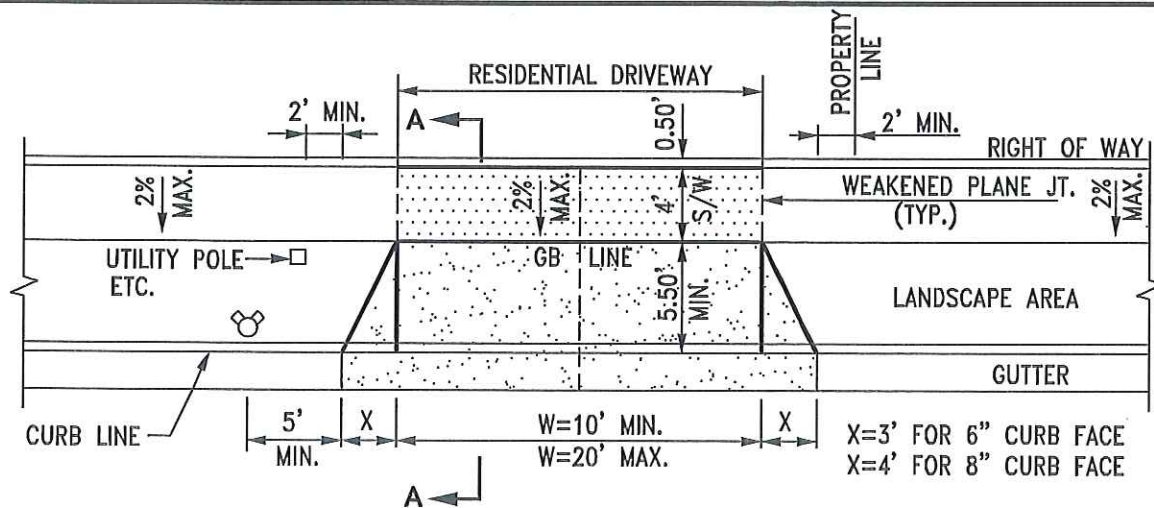 RESIDENTIAL DRIVEWAY
PROPERTY
LINE
2' MIN.
A
0.50'
2' MIN.
RIGHT OF WAY
2%
MAX.
2%
MAX.
4'
S/W
WEAKENED PLANE JT.
(TYP.)
2%
MAX.
UTILITY POLE
ETC.
GB LINE
5.50'
MIN.
LANDSCAPE AREA
GUTTER
CURB LINE
5'
MIN.
X
W=10' MIN.
W=20' MAX.
X
X=3' FOR 6" CURB FACE
X=4' FOR 8" CURB FACE
A